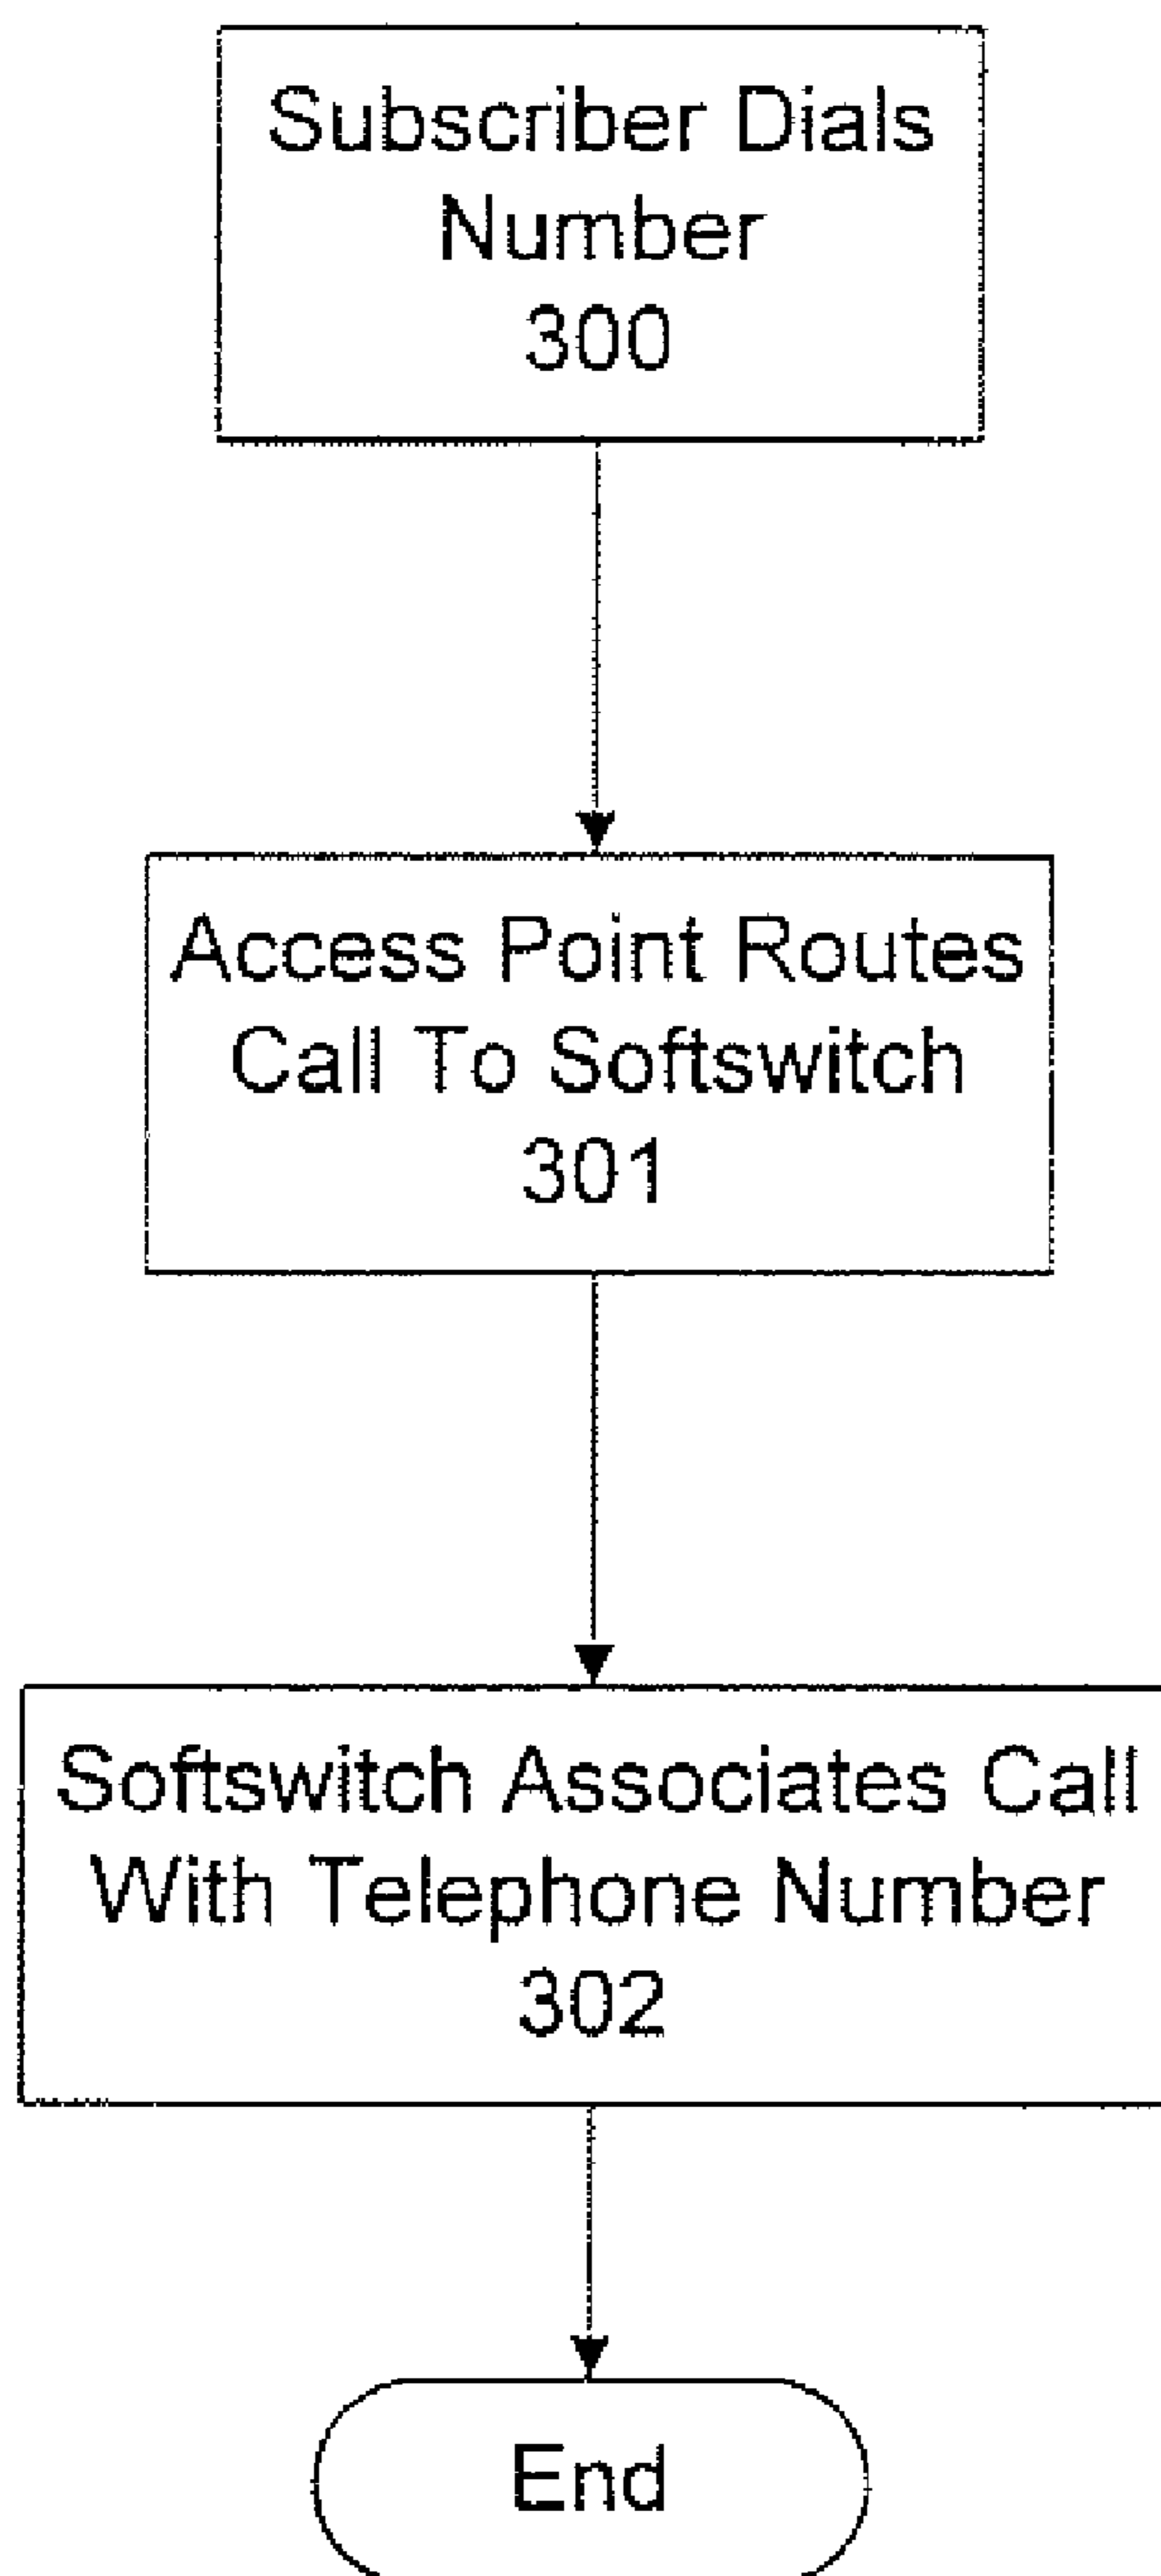 Subscriber Dials
Number
300
Access Point Routes
Call To Softswitch
301
Softswitch Associates Call
With Telephone Number
302
End